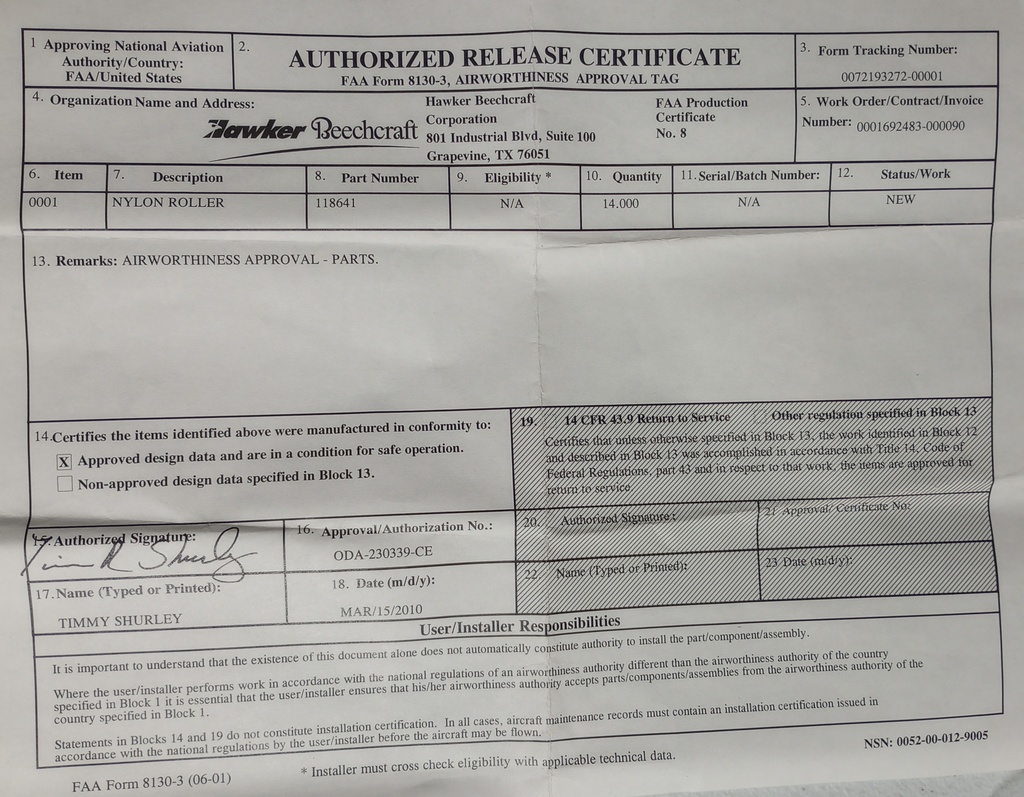 1 Approving National Aviation
Authority/Country:
FAA/United States
2.
AUTHORIZED RELEASE CERTIFICATE
FAA Form 8130-3, AIRWORTHINESS APPROVAL TAG
3. Form Tracking Number:
0072193272-00001
4. Organization Name and Address:
Hawker Beechcraft
Hawker Beechcraft
Corporation
801 Industrial Blvd, Suite 100
Grapevine, TX 76051
FAA Production
Certificate
No. 8
5. Work Order/Contract/Invoice
Number: 0001692483-000090
6. Item
7. Description
8. Part Number
9. Eligibility *
10. Quantity
11. Serial/Batch Number:
12. Status/Work
0001
NYLON ROLLER
118641
N/A
14.000
N/A
NEW
13. Remarks: AIRWORTHINESS APPROVAL - PARTS.
14. Certifies the items identified above were manufactured in conformity to:
X Approved design data and are in a condition for safe operation.
Non-approved design data specified in Block 13.
19. 14 CFR 43.9 Return to Service Other regulation specified in Block 13
Certifies that unless otherwise specified in Block 13, the work identified in Block 12
and described in Block 13 was accomplished in accordance with Title 14, Code of
Federal Regulations, part 43 and in respect to that work, the items are approved for
return to service.
15. Authorized Signature:
Timmy R Shurley
16. Approval/Authorization No.:
ODA-230339-CE
20. Authorized Signature:
21 Approval/ Certificate No:
17. Name (Typed or Printed):
TIMMY SHURLEY
18. Date (m/d/y):
MAR/15/2010
22. Name (Typed or Printed):
23 Date (m/d/y):
User/Installer Responsibilities
It is important to understand that the existence of this document alone does not automatically constitute authority to install the part/component/assembly.
Where the user/installer performs work in accordance with the national regulations of an airworthiness authority different than the airworthiness authority of the country
specified in Block 1 it is essential that the user/installer ensures that his/her airworthiness authority accepts parts/components/assemblies from the airworthiness authority of the
country specified in Block 1.
Statements in Blocks 14 and 19 do not constitute installation certification. In all cases, aircraft maintenance records must contain an installation certification issued in
accordance with the national regulations by the user/installer before the aircraft may be flown.
FAA Form 8130-3 (06-01)
* Installer must cross check eligibility with applicable technical data.
NSN: 0052-00-012-9005